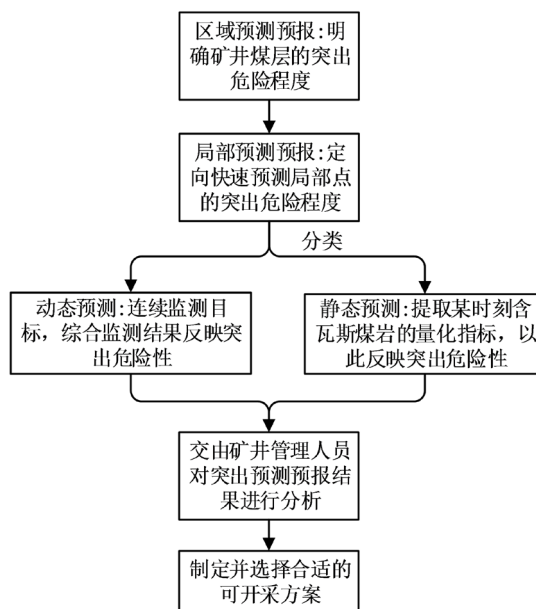 区域预测预报:明
确矿井煤层的突出
危险程度
局部预测预报:定
向快速预测局部点
的突出危险程度
分类
动态预测:连续监测目
标，综合监测结果反映突
出危险性
静态预测:提取某时刻含
瓦斯煤岩的量化指标，以
此反映突出危险性
交由矿井管理人员
对突出预测预报结
果进行分析
制定并选择合适的
可开采方案